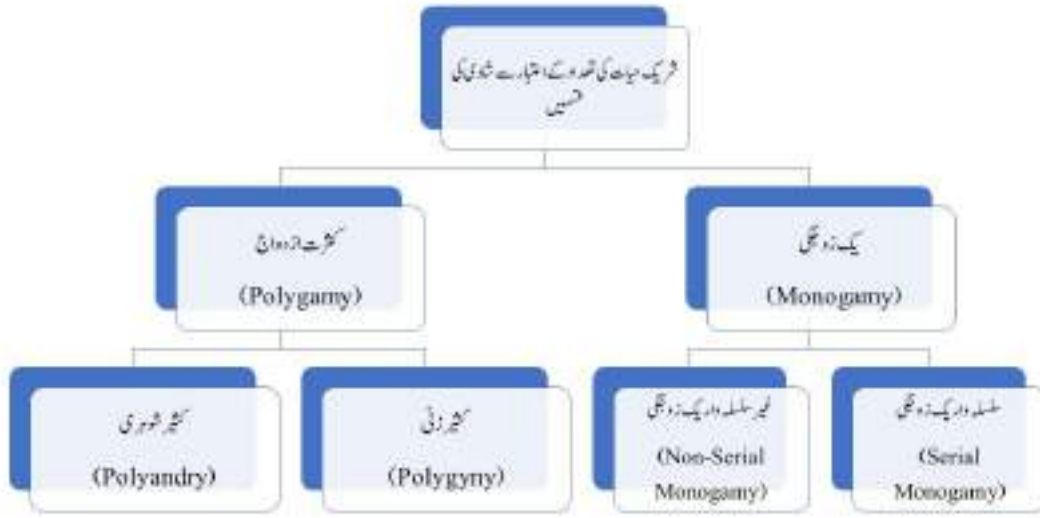 شریک حیات کی تعداد کے اعتبار سے شادی کی
قسمیں
یک زوجگی
(Monogamy)
کثرت ازدواج
(Polygamy)
سلسلہ وار یک زوجگی
(Serial
Monogamy)
غیر سلسلہ وار یک زوجگی
(Non-Serial
Monogamy)
کثیر زنی
(Polygyny)
کثیر شوہری
(Polyandry)